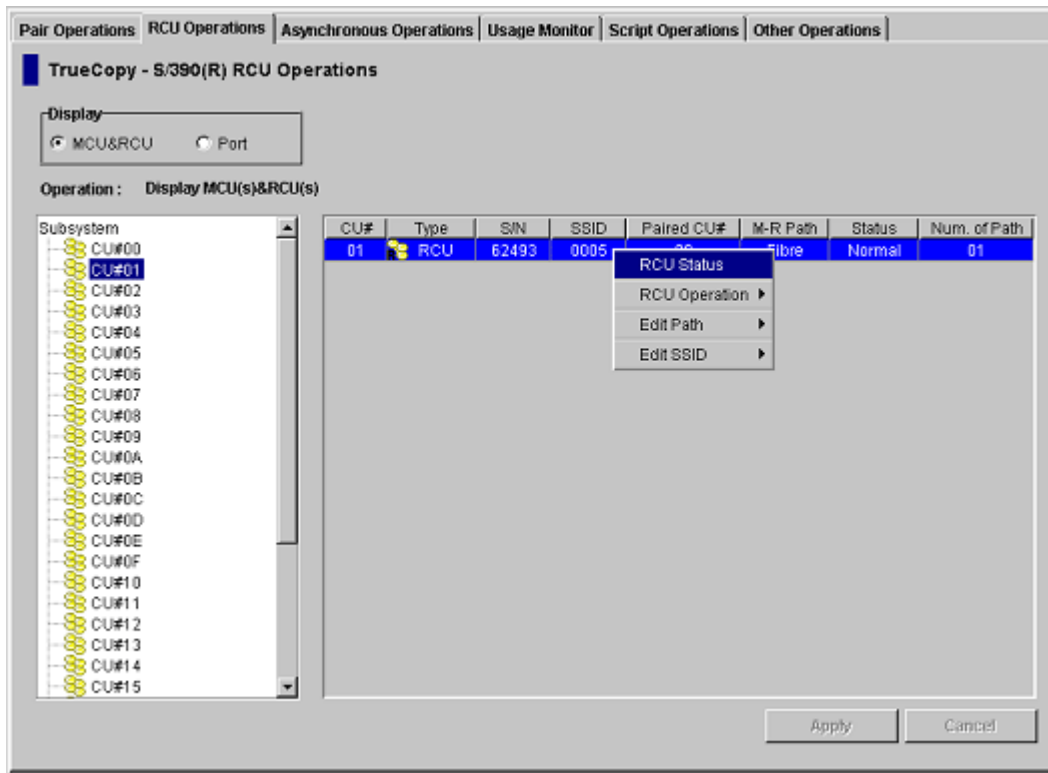 Pair Operations RCU Operations Asynchronous Operations Usage Monitor Script Operations Other Operations
TrueCopy - S/390(R) RCU Operations
Display
MCU&RCU Port
Operation : Display MCU(s)&RCU(s)
Subsystem
CU#00
CU#01
CU#02
CU#03
CU#04
CU#05
CU#06
CU#07
CU#08
CU#09
CU#0A
CU#0B
CU#0C
CU#0D
CU#0E
CU#0F
CU#10
CU#11
CU#12
CU#13
CU#14
CU#15
CU# Type S/N SSID Paired CU# M-R Path Status Num. of Path
01 RCU 62493 0005 Normal 01
RCU Status
RCU Operation
Edit Path
Edit SSID
Apply Cancel